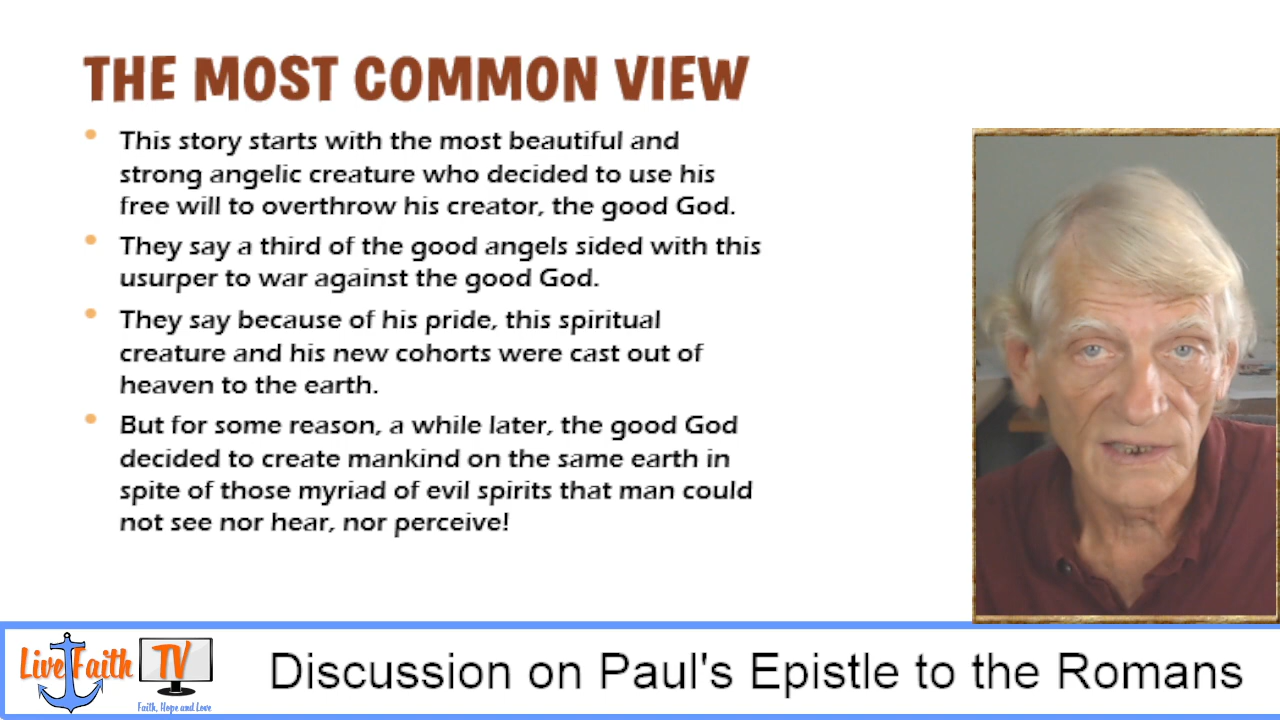 THE MOST COMMON VIEW
• This story starts with the most beautiful and
strong angelic creature who decided to use his
free will to overthrow his creator, the good God.
• They say a third of the good angels sided with this
usurper to war against the good God.
• They say because of his pride, this spiritual
creature and his new cohorts were cast out of
heaven to the earth.
• But for some reason, a while later, the good God
decided to create mankind on the same earth in
spite of those myriad of evil spirits that man could
not see nor hear, nor perceive!
Live Faith TV
Faith, Hope and Love
Discussion on Paul's Epistle to the Romans